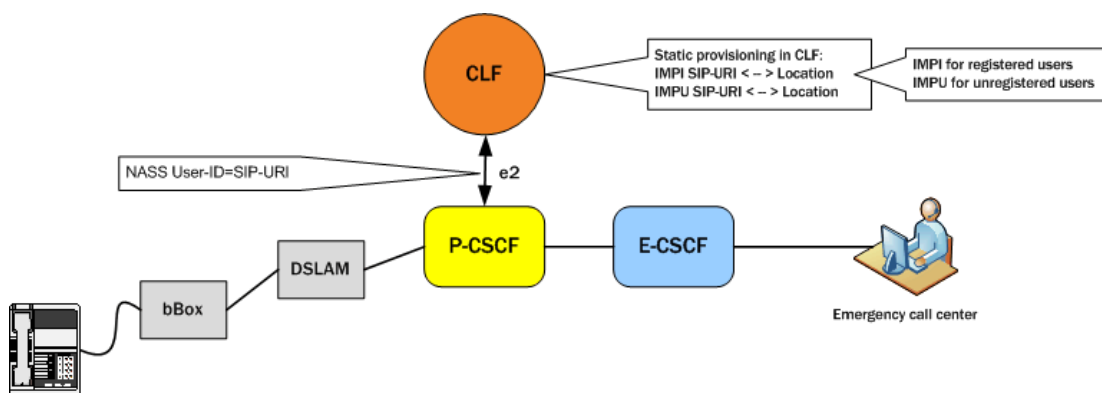 CLF
Static provisioning in CLF:
IMPI SIP-URI < -- > Location
IMPU SIP-URI < -- > Location
IMPI for registered users
IMPU for unregistered users
NASS User-ID=SIP-URI
e2
P-CSCF
E-CSCF
DSLAM
bBox
Emergency call center